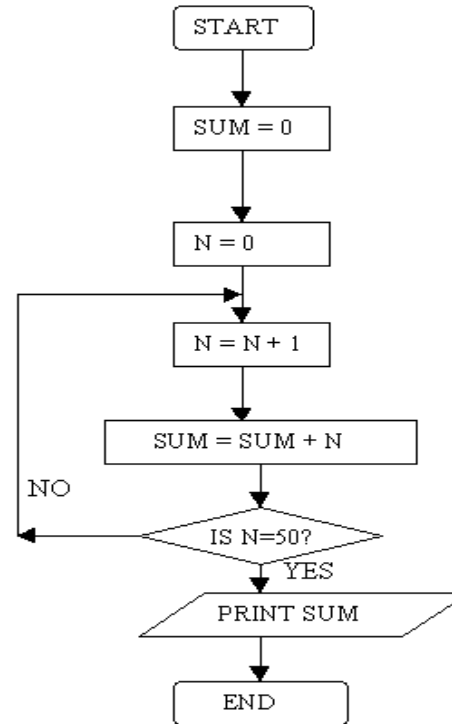 START
SUM = 0
N = 0
N = N + 1
SUM = SUM + N
NO
IS N=50?
YES
PRINT SUM
END